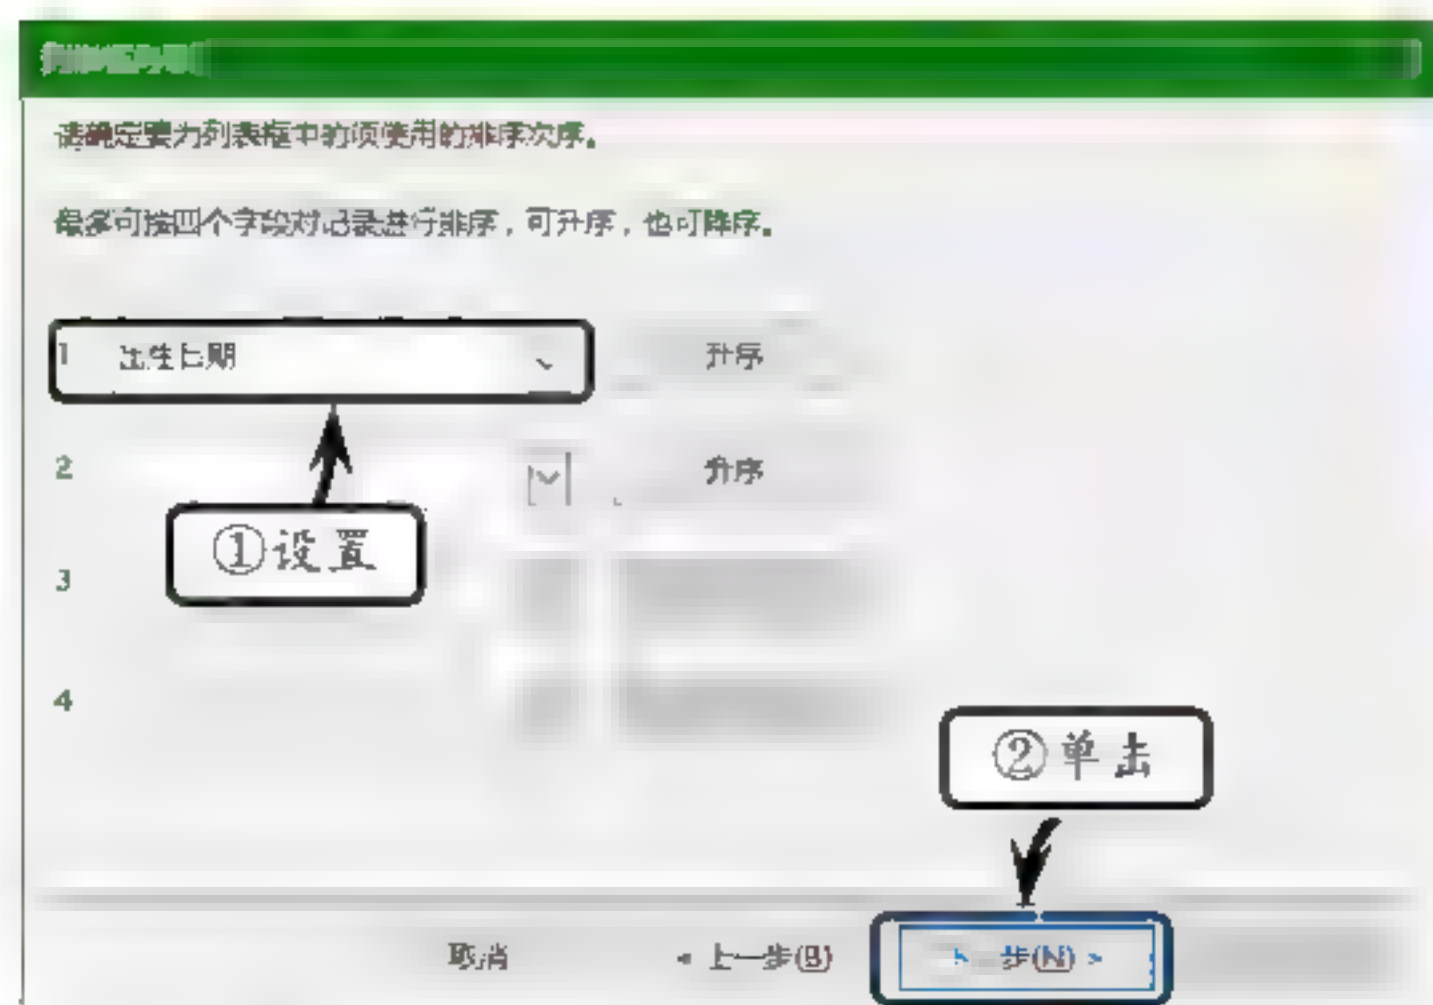 请确定要为列表框中的项使用的排序次序。
最多可按四个字段对记录进行排序，可升序，也可降序。
1 出生日期 升序
2 升序
①设置
3
4
②单击
取消 < 上一步(B) 下一步(N) >